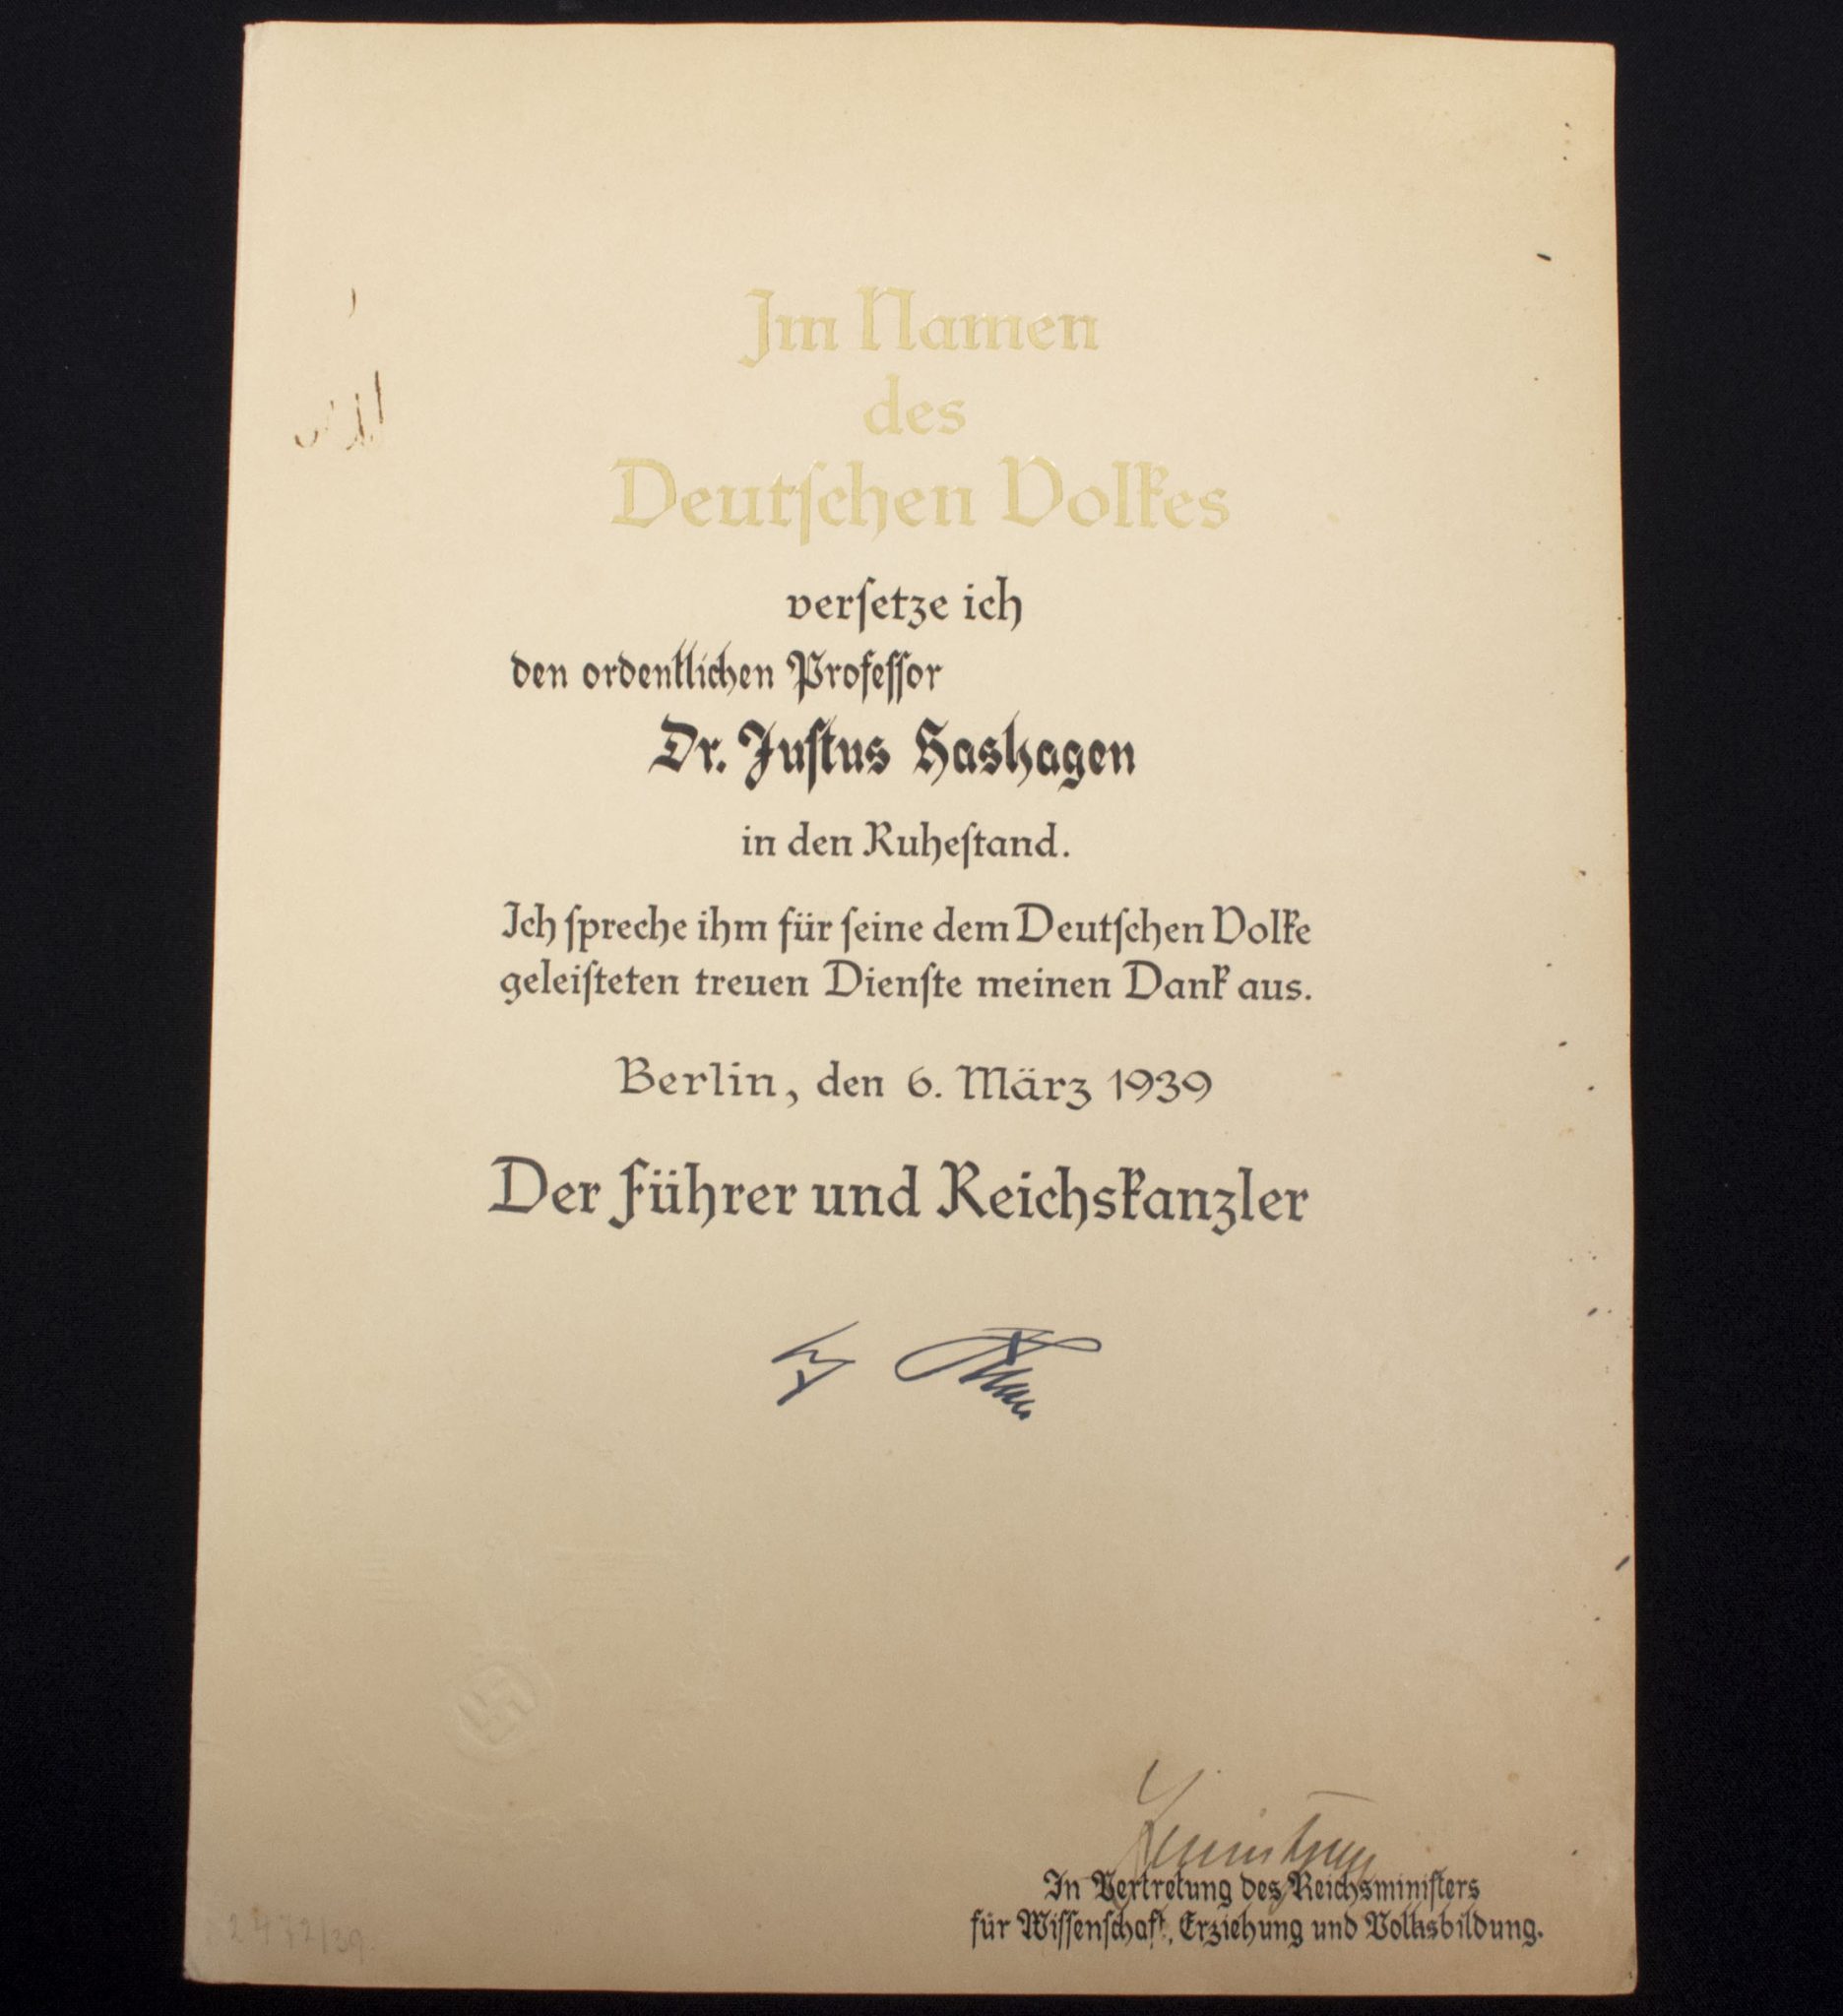 Im Namen
des
Deutschen Volkes
versetze ich
den ordentlichen Professor
Dr. Justus Hashagen
in den Ruhestand.
Ich spreche ihm für seine dem Deutschen Volke
geleisteten treuen Dienste meinen Dank aus.
Berlin, den 6. März 1939
Der Führer und Reichskanzler
In Vertretung des Reichsministers
für Wissenschaft, Erziehung und Volksbildung.
2472/39